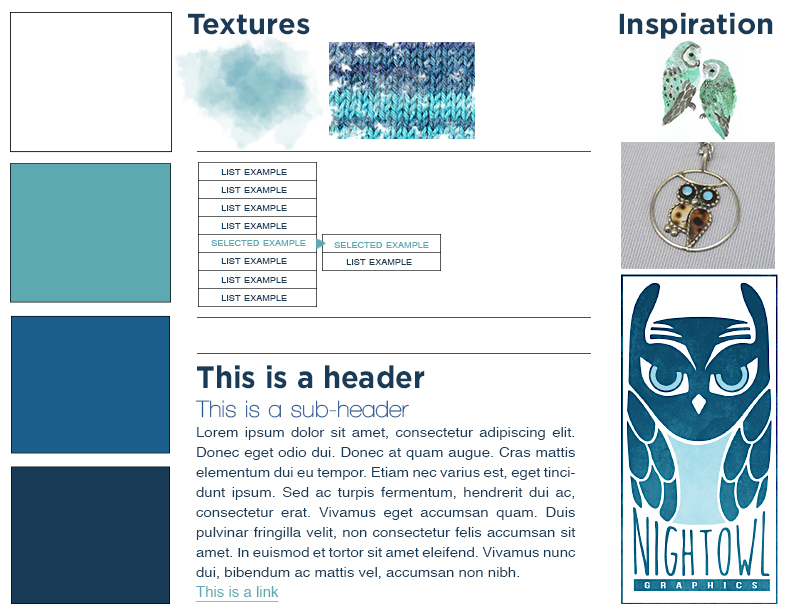 Textures
Inspiration
LIST EXAMPLE
LIST EXAMPLE
LIST EXAMPLE
LIST EXAMPLE
SELECTED EXAMPLE
SELECTED EXAMPLE
LIST EXAMPLE
LIST EXAMPLE
LIST EXAMPLE
LIST EXAMPLE
This is a header
This is a sub-header
Lorem ipsum dolor sit amet, consectetur adipiscing elit.
Donec eget odio dui. Donec at quam augue. Cras mattis
elementum dui eu tempor. Etiam nec varius est, eget tinci-
dunt ipsum. Sed ac turpis fermentum, hendrerit dui ac,
consectetur erat. Vivamus eget accumsan quam. Duis
pulvinar fringilla velit, non consectetur felis accumsan sit
amet. In euismod et tortor sit amet eleifend. Vivamus nunc
dui, bibendum ac mattis vel, accumsan non nibh.
This is a link
NIGHTOWL
GRAPHICS